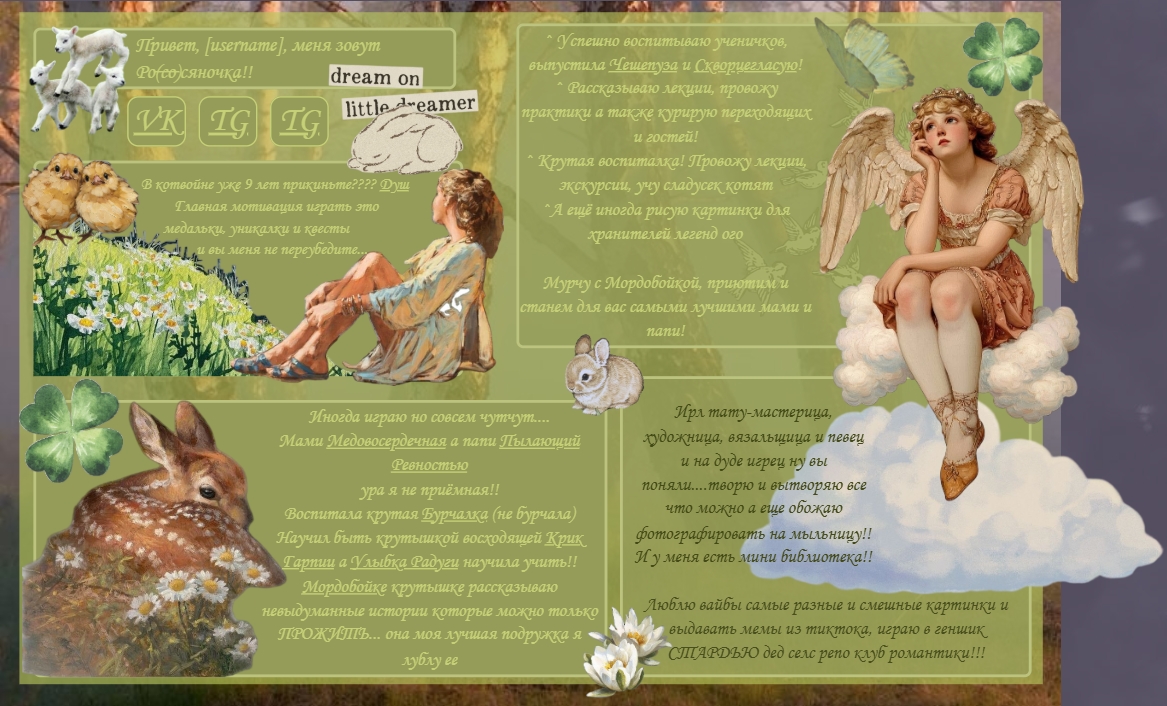 Привет, [username], меня зовут
Ро(со)сяночка!!
dream on
little dreamer
VK TG TG
В котвойне уже 9 лет прикиньте???? Душ
Главная мотивация играть это
медальки, уникалки и квесты
и вы меня не переубедите...
^ Успешно воспитываю ученичков,
выпустила Чешепуза и Скворцегласую!
^ Рассказываю лекции, провожу
практики а также курирую переходящих
и гостей!
^ Крутая воспиталка! Провожу лекции,
экскурсии, учу сладусек котят
^А ещё иногда рисую картинки для
хранителей легенд ого
Мурчу с Мордобойкой, приютим и
станем для вас самыми лучшими мами и
папи!
Иногда играю но совсем чутчут....
Мами Медовосердечная а папи Пылающий
Ревностью
ура я не приёмная!!
Воспитала крутая Бурчалка (не бурчала)
Научил быть крутышкой восходящей Крик
Гарпии а Улыбка Радуги научила учить!!
Мордобойке крутышке рассказываю
невыдуманные истории которые можно только
ПРОЖИТЬ... она моя лучшая подружка я
лублу ее
Ирл тату-мастерица,
художница, вязальщица и певец
и на дуде игрец ну вы
поняли....творю и вытворяю все
что можно а еще обожаю
фотографировать на мыльницу!!
И у меня есть мини библиотека!!
Люблю вайбы самые разные и смешные картинки и
выдавать мемы из тиктока, играю в геншик
СТАРДЬЮ дед селс репо клуб романтики!!!